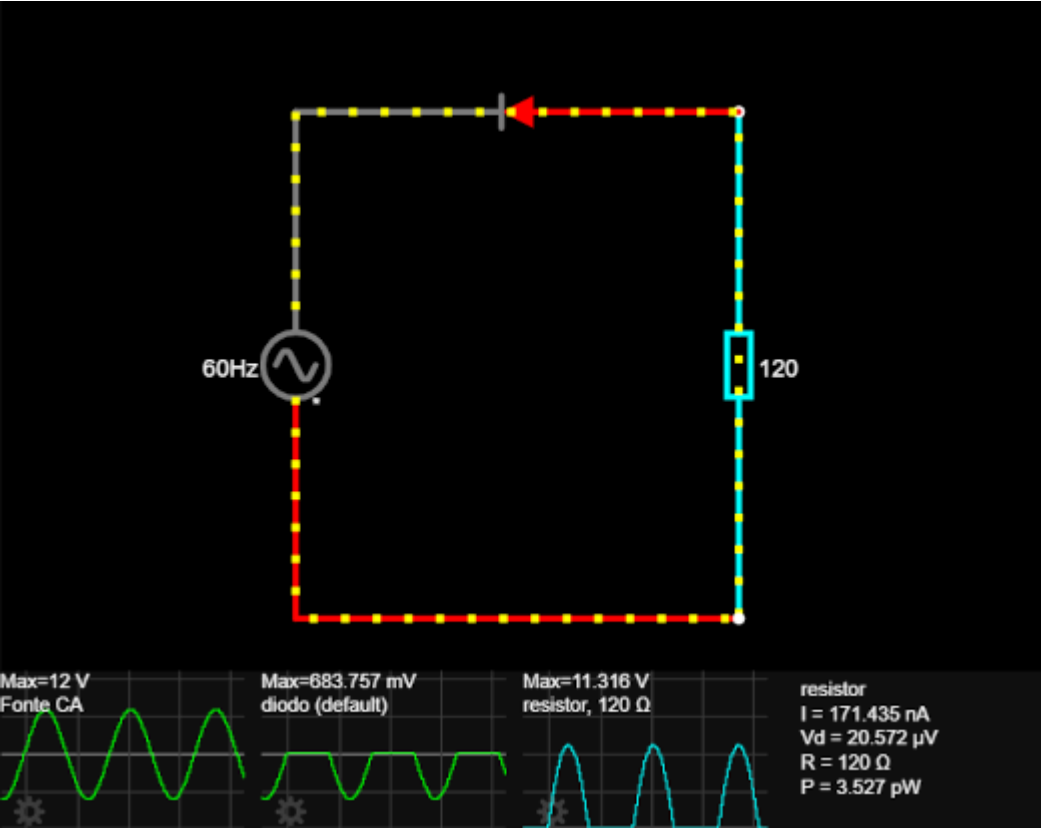 60Hz
120
Max=12 V
Fonte CA
Max=683.757 mV
diodo (default)
Max=11.316 V
resistor, 120 Ω
resistor
I = 171.435 nA
Vd = 20.572 μV
R = 120 Ω
P = 3.527 pW